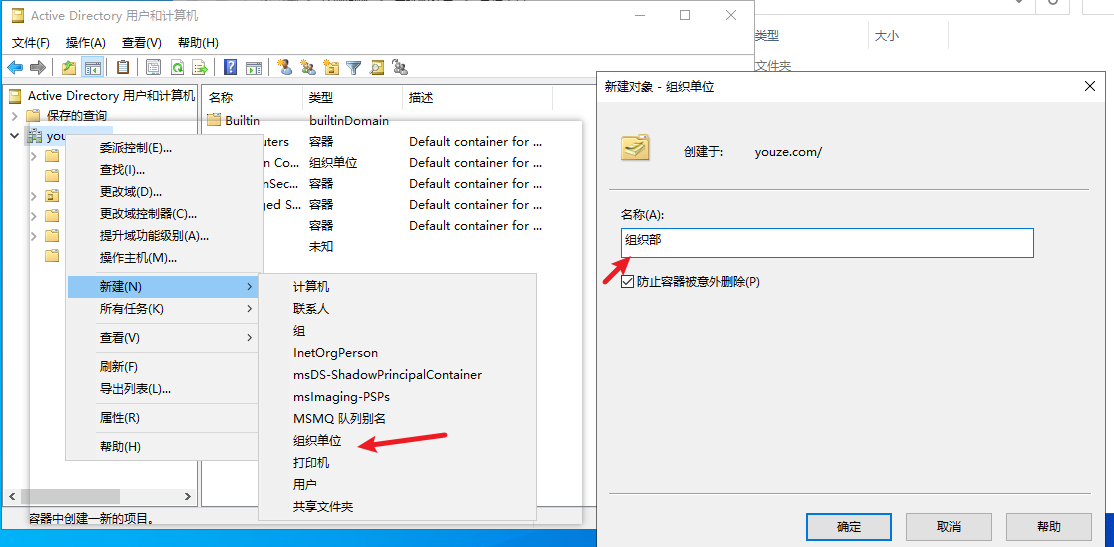 Active Directory 用户和计算机
文件(F) 操作(A) 查看(V) 帮助(H)
Active Directory 用户和计算机
保存的查询
you
名称 类型 描述
Builtin builtinDomain
uters 容器 Default container for ...
n Co... 组织单位 Default container for ...
nSec... 容器 Default container for ...
ged S... 容器 Default container for ...
容器 Default container for ...
未知
委派控制(E)...
查找(I)...
更改域(D)...
更改域控制器(C)...
提升域功能级别(A)...
操作主机(M)...
新建(N)
所有任务(K)
查看(V)
刷新(F)
导出列表(L)...
属性(R)
帮助(H)
计算机
联系人
组
InetOrgPerson
msDS-ShadowPrincipalContainer
msImaging-PSPs
MSMQ 队列别名
组织单位
打印机
用户
共享文件夹
容器中创建一新的项目。
类型 大小
文件夹
新建对象 - 组织单位
创建于: youze.com/
名称(A):
组织部
防止容器被意外删除(P)
确定 取消 帮助